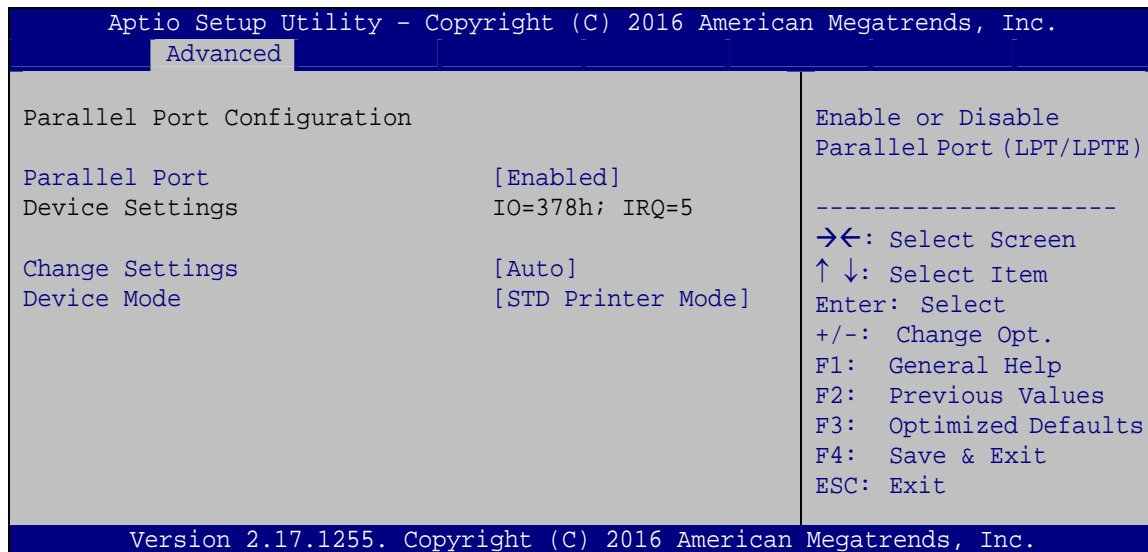 Aptio Setup Utility – Copyright (C) 2016 American Megatrends, Inc.
Advanced
Parallel Port Configuration
Parallel Port [Enabled]
Device Settings IO=378h; IRQ=5
Change Settings [Auto]
Device Mode [STD Printer Mode]
Enable or Disable
Parallel Port (LPT/LPTE)
---------------------
→←: Select Screen
↑ ↓: Select Item
Enter: Select
+/-: Change Opt.
F1: General Help
F2: Previous Values
F3: Optimized Defaults
F4: Save & Exit
ESC: Exit
Version 2.17.1255. Copyright (C) 2016 American Megatrends, Inc.